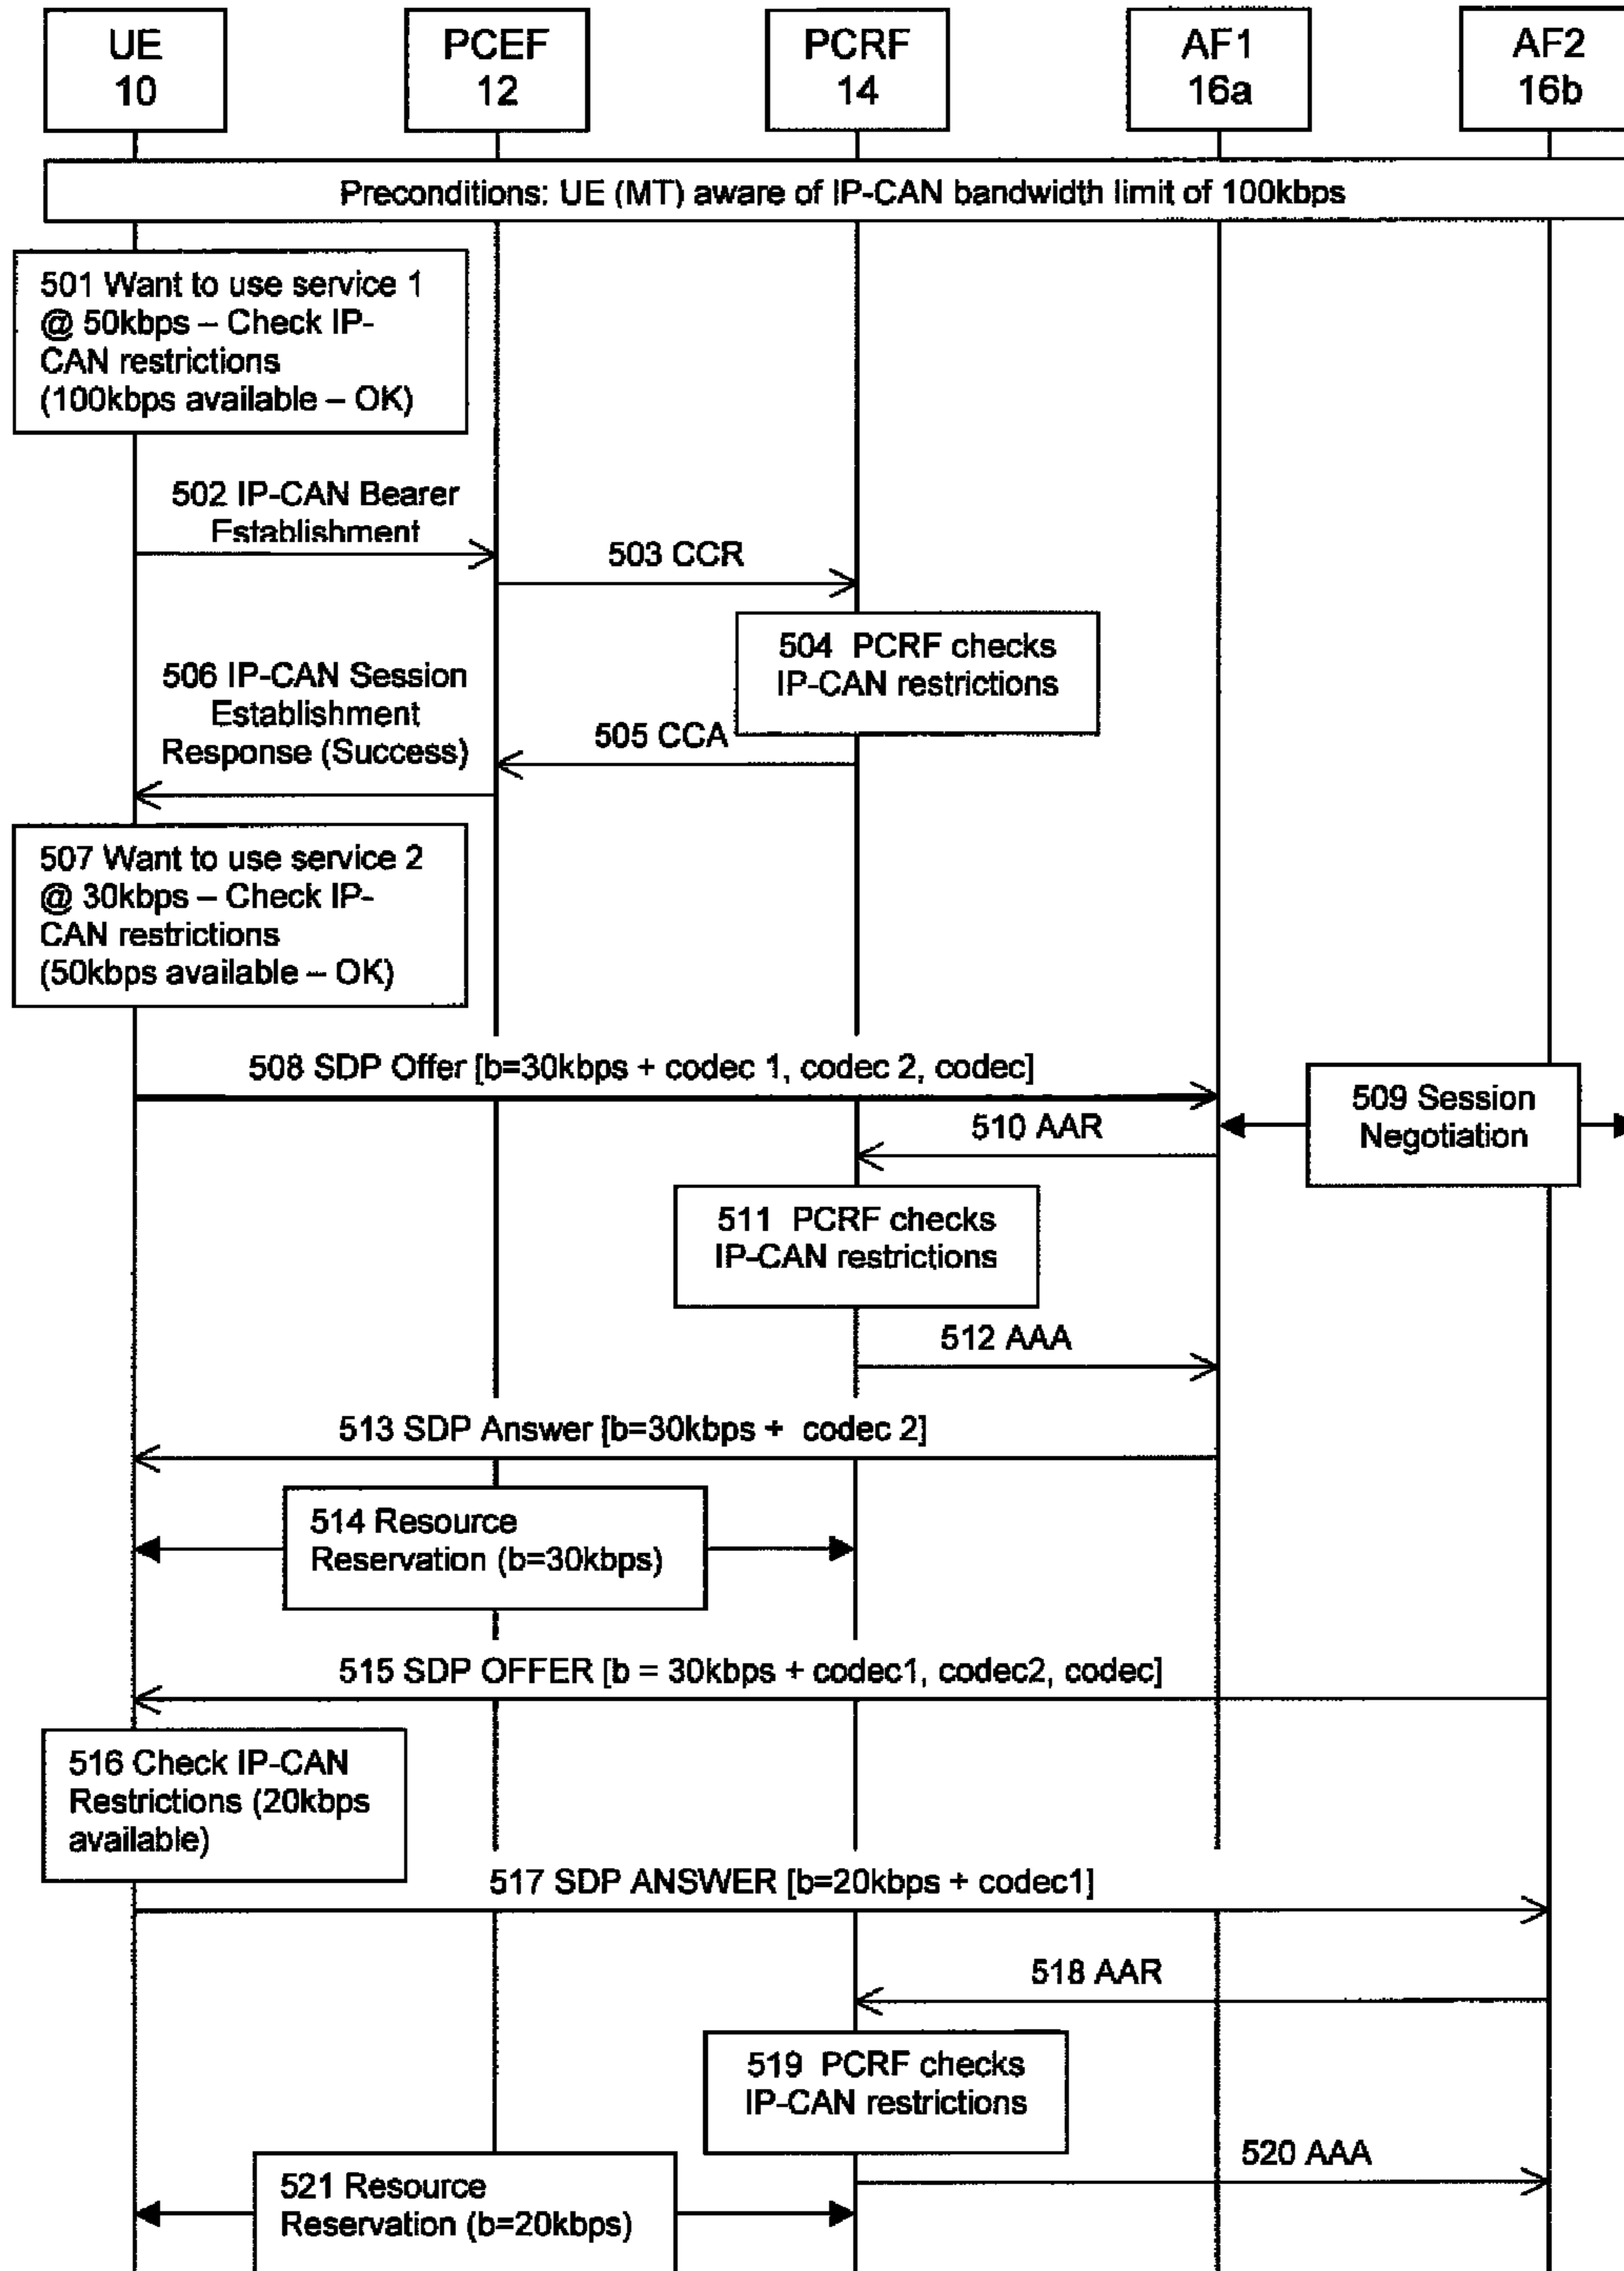 UE
10
PCEF
12
PCRF
14
AF1
16a
AF2
16b
Preconditions: UE (MT) aware of IP-CAN bandwidth limit of 100kbps
501 Want to use service 1
@ 50kbps – Check IP-
CAN restrictions
(100kbps available – OK)
502 IP-CAN Bearer
Establishment
503 CCR
504 PCRF checks
IP-CAN restrictions
505 CCA
506 IP-CAN Session
Establishment
Response (Success)
507 Want to use service 2
@ 30kbps – Check IP-
CAN restrictions
(50kbps available – OK)
508 SDP Offer [b=30kbps + codec 1, codec 2, codec]
509 Session
Negotiation
510 AAR
511 PCRF checks
IP-CAN restrictions
512 AAA
513 SDP Answer [b=30kbps + codec 2]
514 Resource
Reservation (b=30kbps)
515 SDP OFFER [b = 30kbps + codec1, codec2, codec]
516 Check IP-CAN
Restrictions (20kbps
available)
517 SDP ANSWER [b=20kbps + codec1]
518 AAR
519 PCRF checks
IP-CAN restrictions
520 AAA
521 Resource
Reservation (b=20kbps)